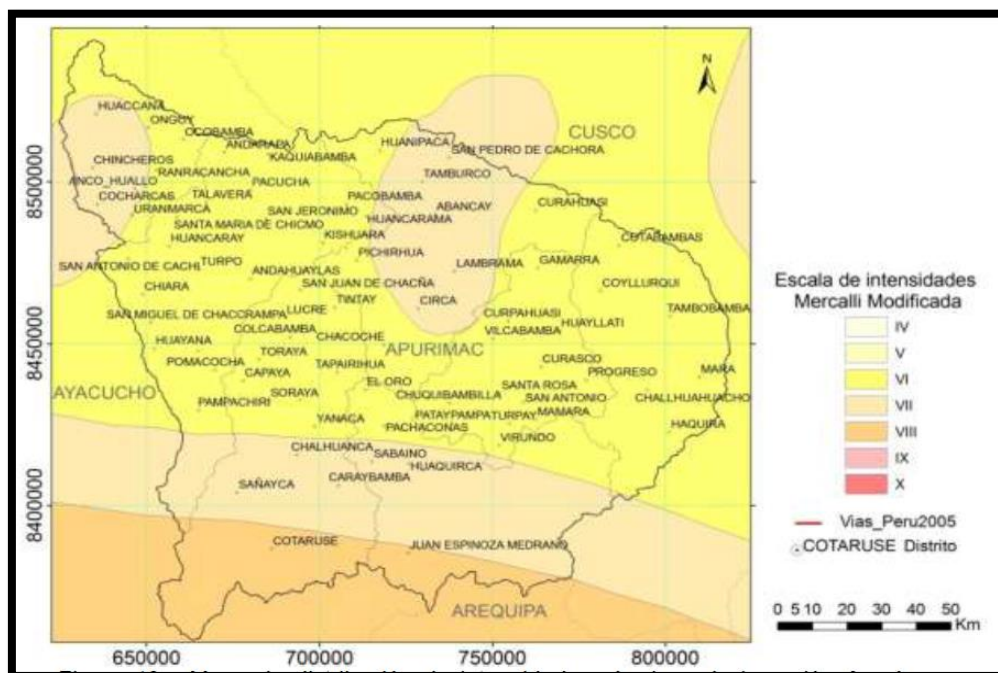 N
CUSCO
HUACCANA
ONGOY
OCOBAMBA
ANDARAPA
HUANIPACA
KAQUIABAMBA
SAN PEDRO DE CACHORA
CHINCHEROS
RANRACANCHA
ANCO_HUALLO
PACUCHA
TAMBURCO
COCHARCAS
TALAVERA
PACOBAMBA
URANMARCA
SAN JERONIMO
ABANCAY
CURAHUASI
SANTA MARIA DE CHICMO
HUANCARAMA
HUANCARAY
KISHUARA
COTABAMBAS
PICHIRHUA
SAN ANTONIO DE CACHI
TURPO
ANDAHUAYLAS
LAMBRAMA
GAMARRA
CHIARA
SAN JUAN DE CHACÑA
COYLLURQUI
TINTAY
CIRCA
SAN MIGUEL DE CHACCRAMPA
LUCRE
CURPAHUASI
TAMBOBAMBA
COLCABAMBA
VILCABAMBA
HUAYLLATI
HUAYANA
CHACOCHE
APURIMAC
POMACOCHA
TORAYA
TAPAIRIHUA
CURASCO
CAPAYA
PROGRESO
MARA
AYACUCHO
EL ORO
SANTA ROSA
SORAYA
CHUQUIBAMBILLA
SAN ANTONIO
CHALLHUAHUACHO
PAMPACHIRI
PATAYPAMPA
TURPAY
MAMARA
YANACA
PACHACONAS
HAQUIRA
VIRUNDO
CHALHUANCA
SABAINO
HUAQUIRCA
SAÑAYCA
CARAYBAMBA
COTARUSE
JUAN ESPINOZA MEDRANO
AREQUIPA
8500000
8450000
8400000
650000 700000 750000 800000
Escala de intensidades
Mercalli Modificada
IV
V
VI
VII
VIII
IX
X
Vias_Peru2005
COTARUSE Distrito
0 5 10 20 30 40 50
Km